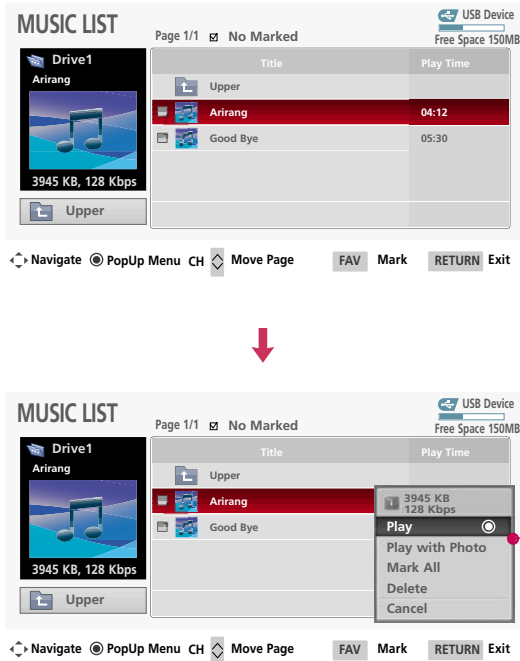 MUSIC LIST
Page 1/1 No Marked
USB Device
Free Space 150MB
Drive1
Arirang
3945 KB, 128 Kbps
Upper
Title Play Time
Upper
Arirang 04:12
Good Bye 05:30
Navigate PopUp Menu CH Move Page FAV Mark RETURN Exit
MUSIC LIST
Page 1/1 No Marked
USB Device
Free Space 150MB
Drive1
Arirang
3945 KB, 128 Kbps
Upper
Title Play Time
Upper
Arirang
Good Bye
3945 KB
128 Kbps
Play
Play with Photo
Mark All
Delete
Cancel
Navigate PopUp Menu CH Move Page FAV Mark RETURN Exit